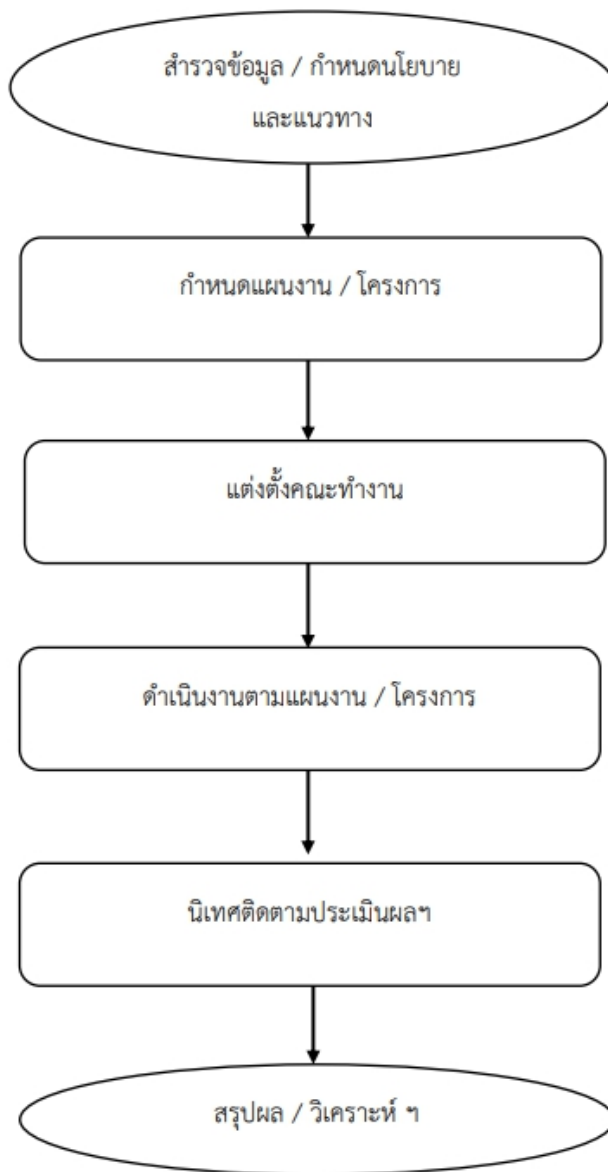 สำรวจข้อมูล / กำหนดนโยบาย
และแนวทาง
กำหนดแผนงาน / โครงการ
แต่งตั้งคณะทำงาน
ดำเนินงานตามแผนงาน / โครงการ
นิเทศติดตามประเมินผลฯ
สรุปผล / วิเคราะห์ ฯ